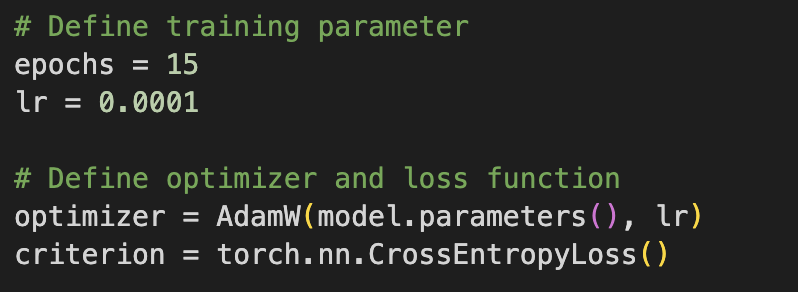 # Define training parameter
epochs = 15
lr = 0.0001
# Define optimizer and loss function
optimizer = AdamW(model.parameters(), lr)
criterion = torch.nn.CrossEntropyLoss()